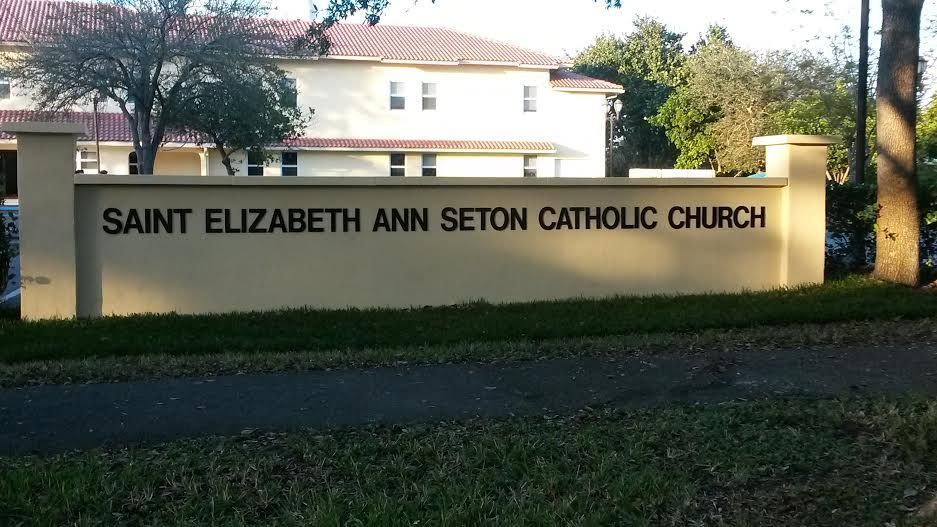 SAINT ELIZABETH ANN SETON CATHOLIC CHURCH